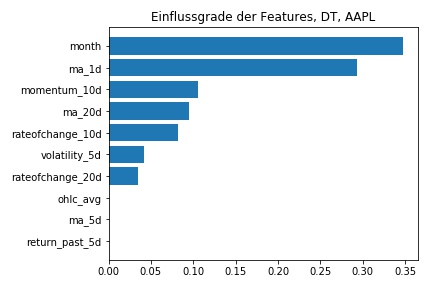 Einflussgrade der Features, DT, AAPL
month
ma_1d
momentum_10d
ma_20d
rateofchange_10d
volatility_5d
rateofchange_20d
ohlc_avg
ma_5d
return_past_5d
0.00 0.05 0.10 0.15 0.20 0.25 0.30 0.35